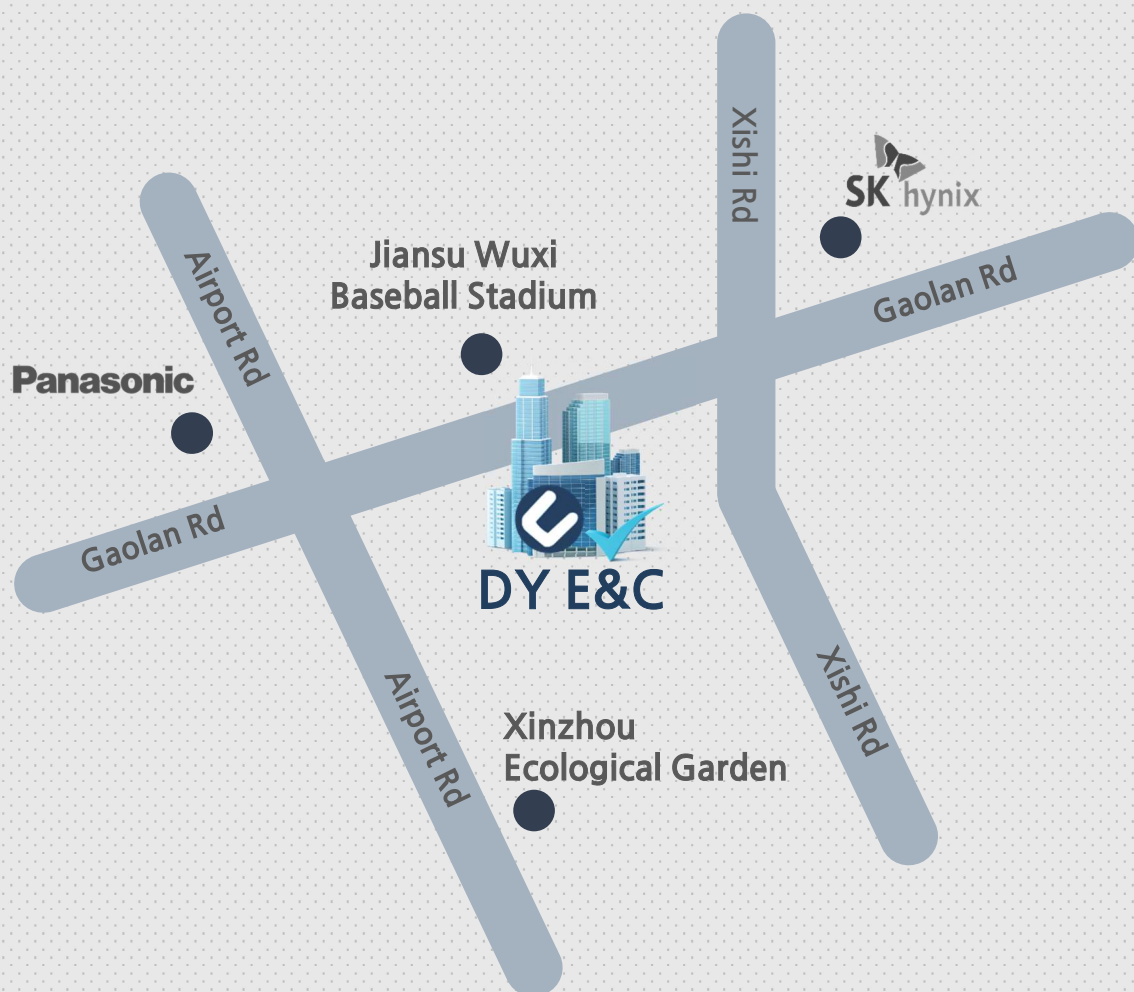 Xishi Rd
SK hynix
Airport Rd
Jiansu Wuxi
Baseball Stadium
Gaolan Rd
Panasonic
Gaolan Rd
DY E&C
Airport Rd
Xishi Rd
Xinzhou
Ecological Garden